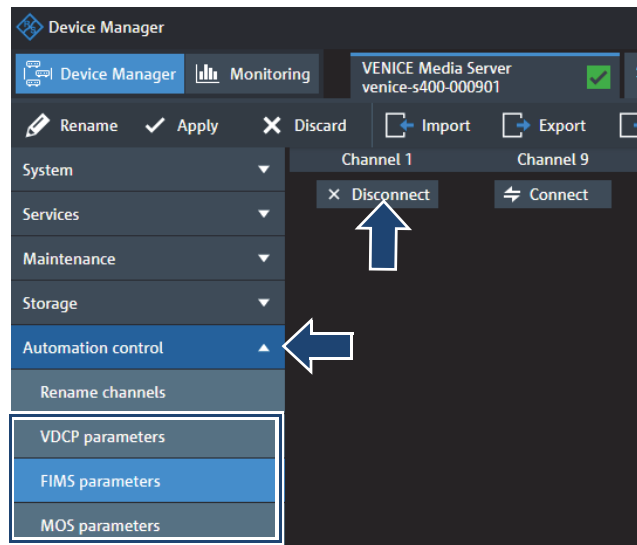 Device Manager
Device Manager Monitoring VENICE Media Server
venice-s400-000901
Rename Apply Discard Import Export
Channel 1 Channel 9
Disconnect Connect
System
Services
Maintenance
Storage
Automation control
Rename channels
VDCP parameters
FIMS parameters
MOS parameters